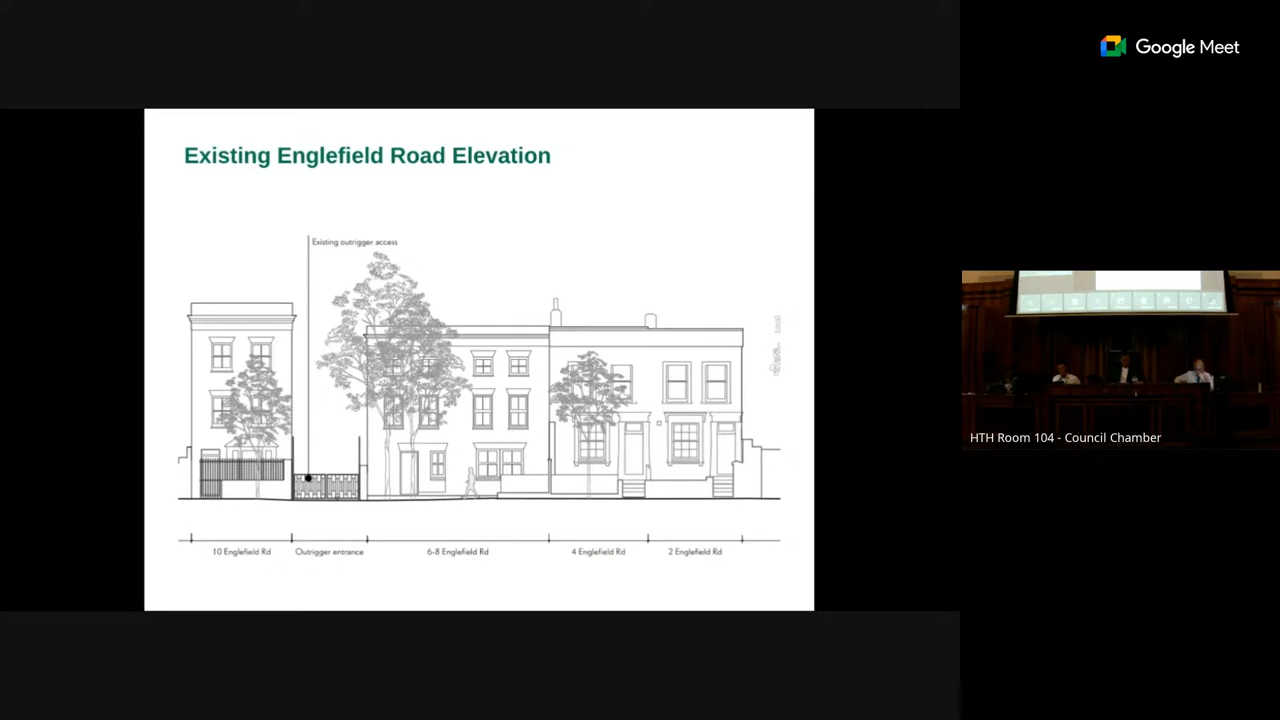 Google Meet
Existing Englefield Road Elevation
Existing outrigger access
10 Englefield Rd
Outrigger entrance
6-8 Englefield Rd
4 Englefield Rd
2 Englefield Rd
HTH Room 104 - Council Chamber